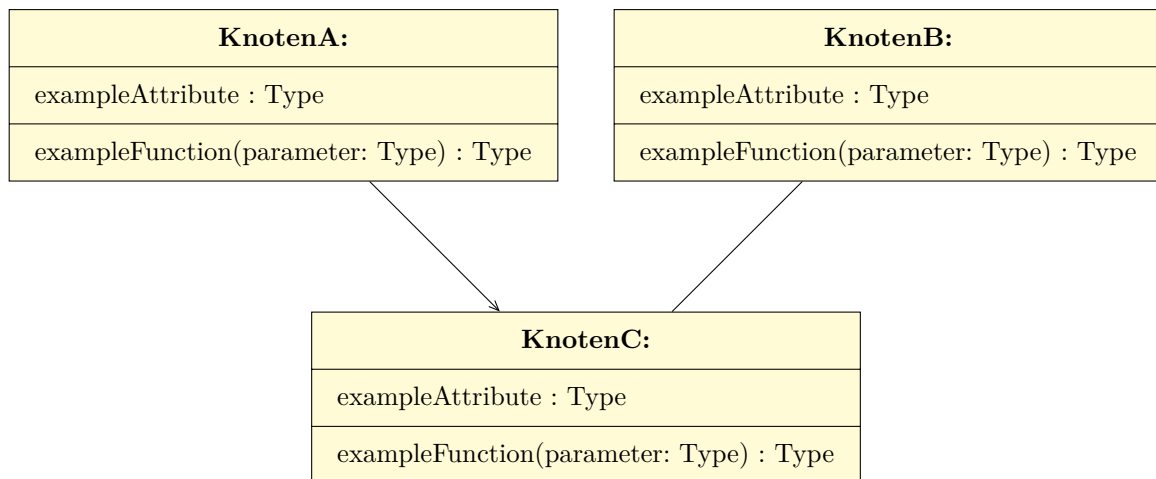 KnotenA:
exampleAttribute : Type
exampleFunction(parameter: Type) : Type
KnotenB:
exampleAttribute : Type
exampleFunction(parameter: Type) : Type
KnotenC:
exampleAttribute : Type
exampleFunction(parameter: Type) : Type